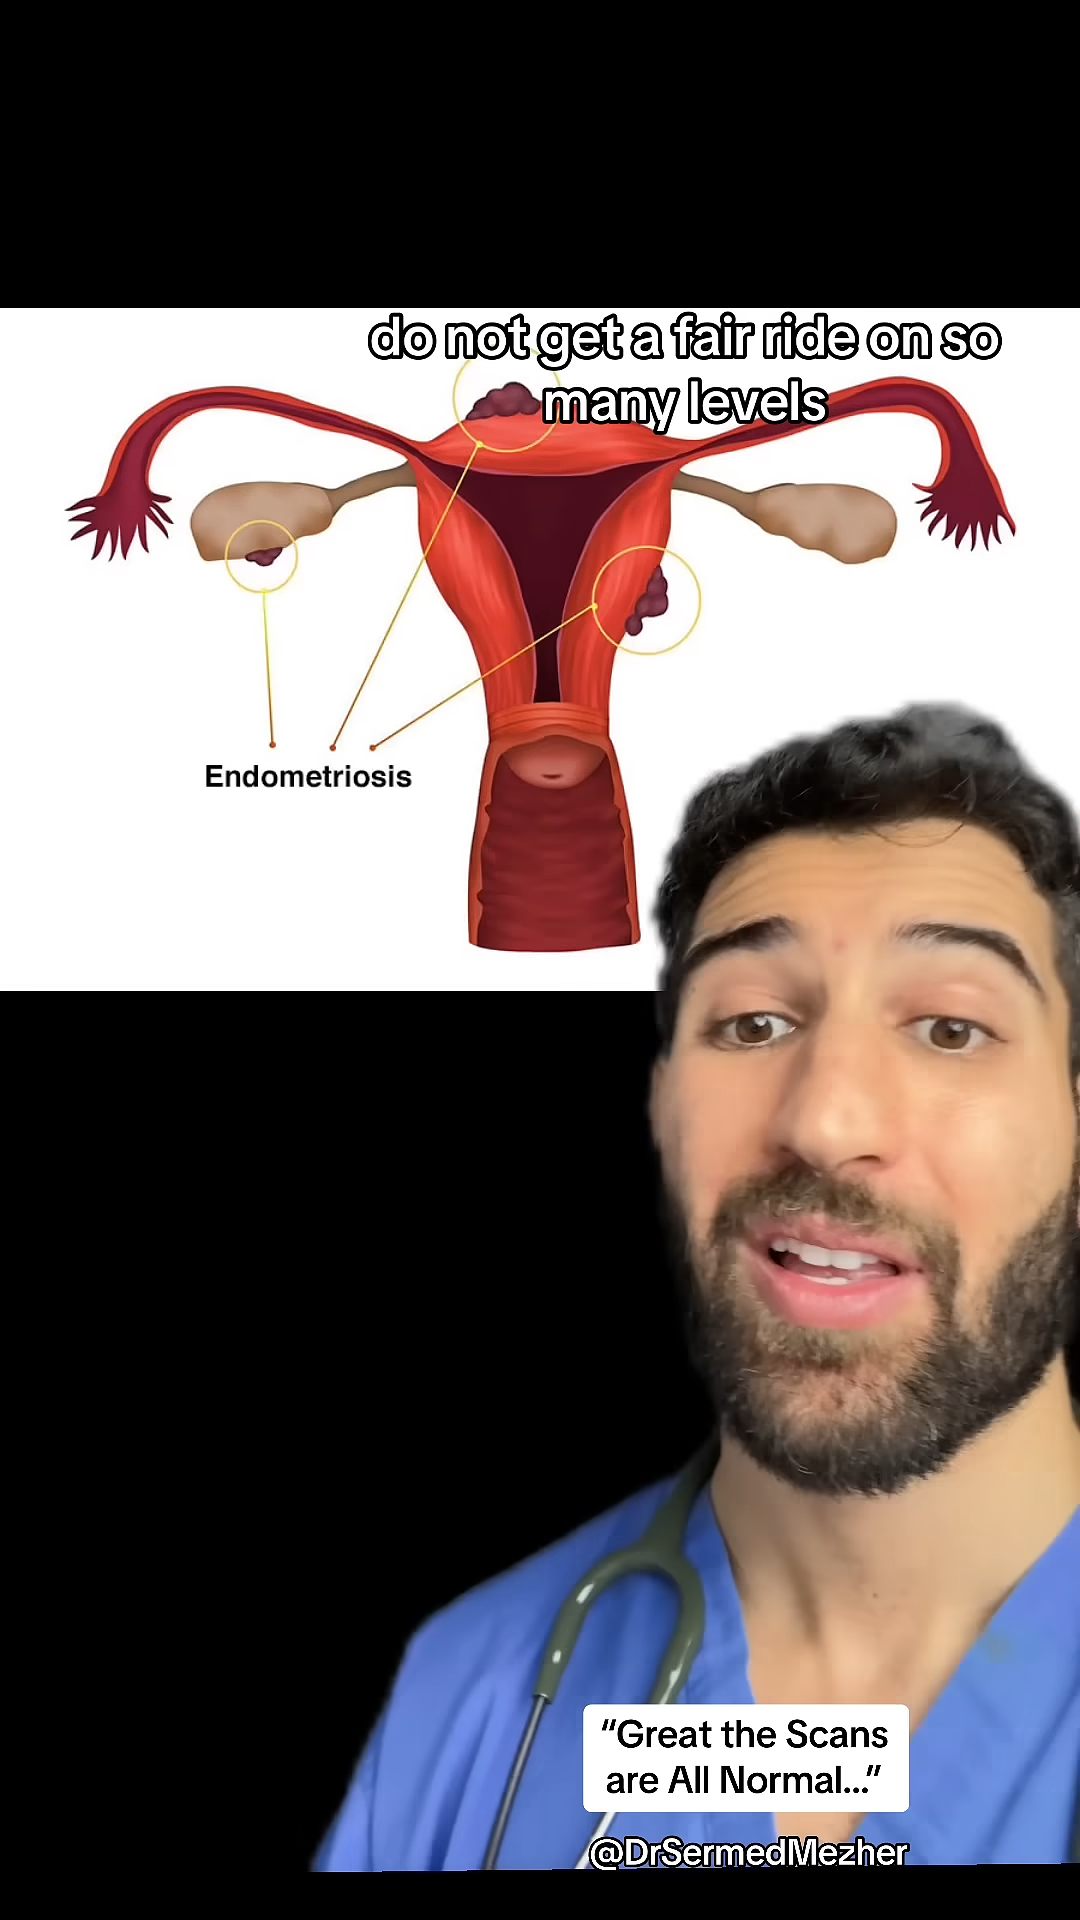 do not get a fair ride on so
many levels
Endometriosis
“Great the Scans
are All Normal...”
@DrSermedMezher